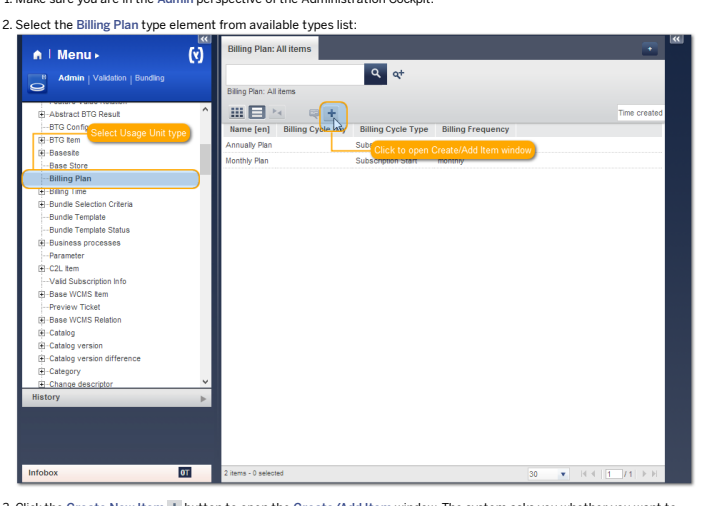 1. Make sure you are in the Admin perspective of the Administration Cockpit.
2. Select the Billing Plan type element from available types list:
Menu
Admin | Validation | Bundling
Abstract BTG Result
BTG Config
Select Usage Unit type
BTG Item
Basesite
Base Store
Billing Plan
Billing Time
Bundle Selection Criteria
Bundle Template
Bundle Template Status
Business processes
Parameter
C2L Item
Valid Subscription Info
Base WCMS Item
Preview Ticket
Base WCMS Relation
Catalog
Catalog version
Catalog version difference
Category
Change descriptor
History
Infobox
0T
Billing Plan: All items
Billing Plan: All items
Time created
Name [en] Billing Cycle Day Billing Cycle Type Billing Frequency
Annually Plan
Click to open Create/Add Item window
Monthly Plan Subscription Start monthly
2 items - 0 selected
30
1 / 1
3. Click the Create New Item button to open the Create/Add Item window. The system asks you whether you want to